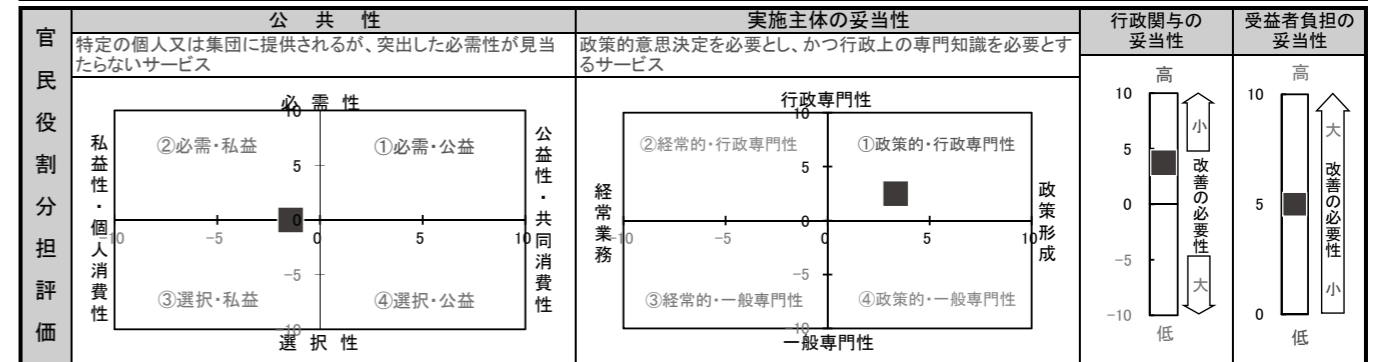 官民役割分担評価
公共性
特定の個人又は集団に提供されるが、突出した必需性が見当
たらないサービス
必需性
10
②必需・私益
①必需・公益
5
私益性・個人消費性
公益性・共同消費性
0
-10
-5
0
5
10
-5
③選択・私益
④選択・公益
-10
選択性
実施主体の妥当性
政策的意思決定を必要とし、かつ行政上の専門知識を必要とす
るサービス
行政専門性
10
②経常的・行政専門性
①政策的・行政専門性
5
経常業務
政策形成
0
-10
-5
0
5
10
-5
③経常的・一般専門性
④政策的・一般専門性
-10
一般専門性
行政関与の
妥当性
高
10
5
0
-5
-10
低
小
改善の必要性
大
受益者負担の
妥当性
高
10
5
0
低
大
改善の必要性
小